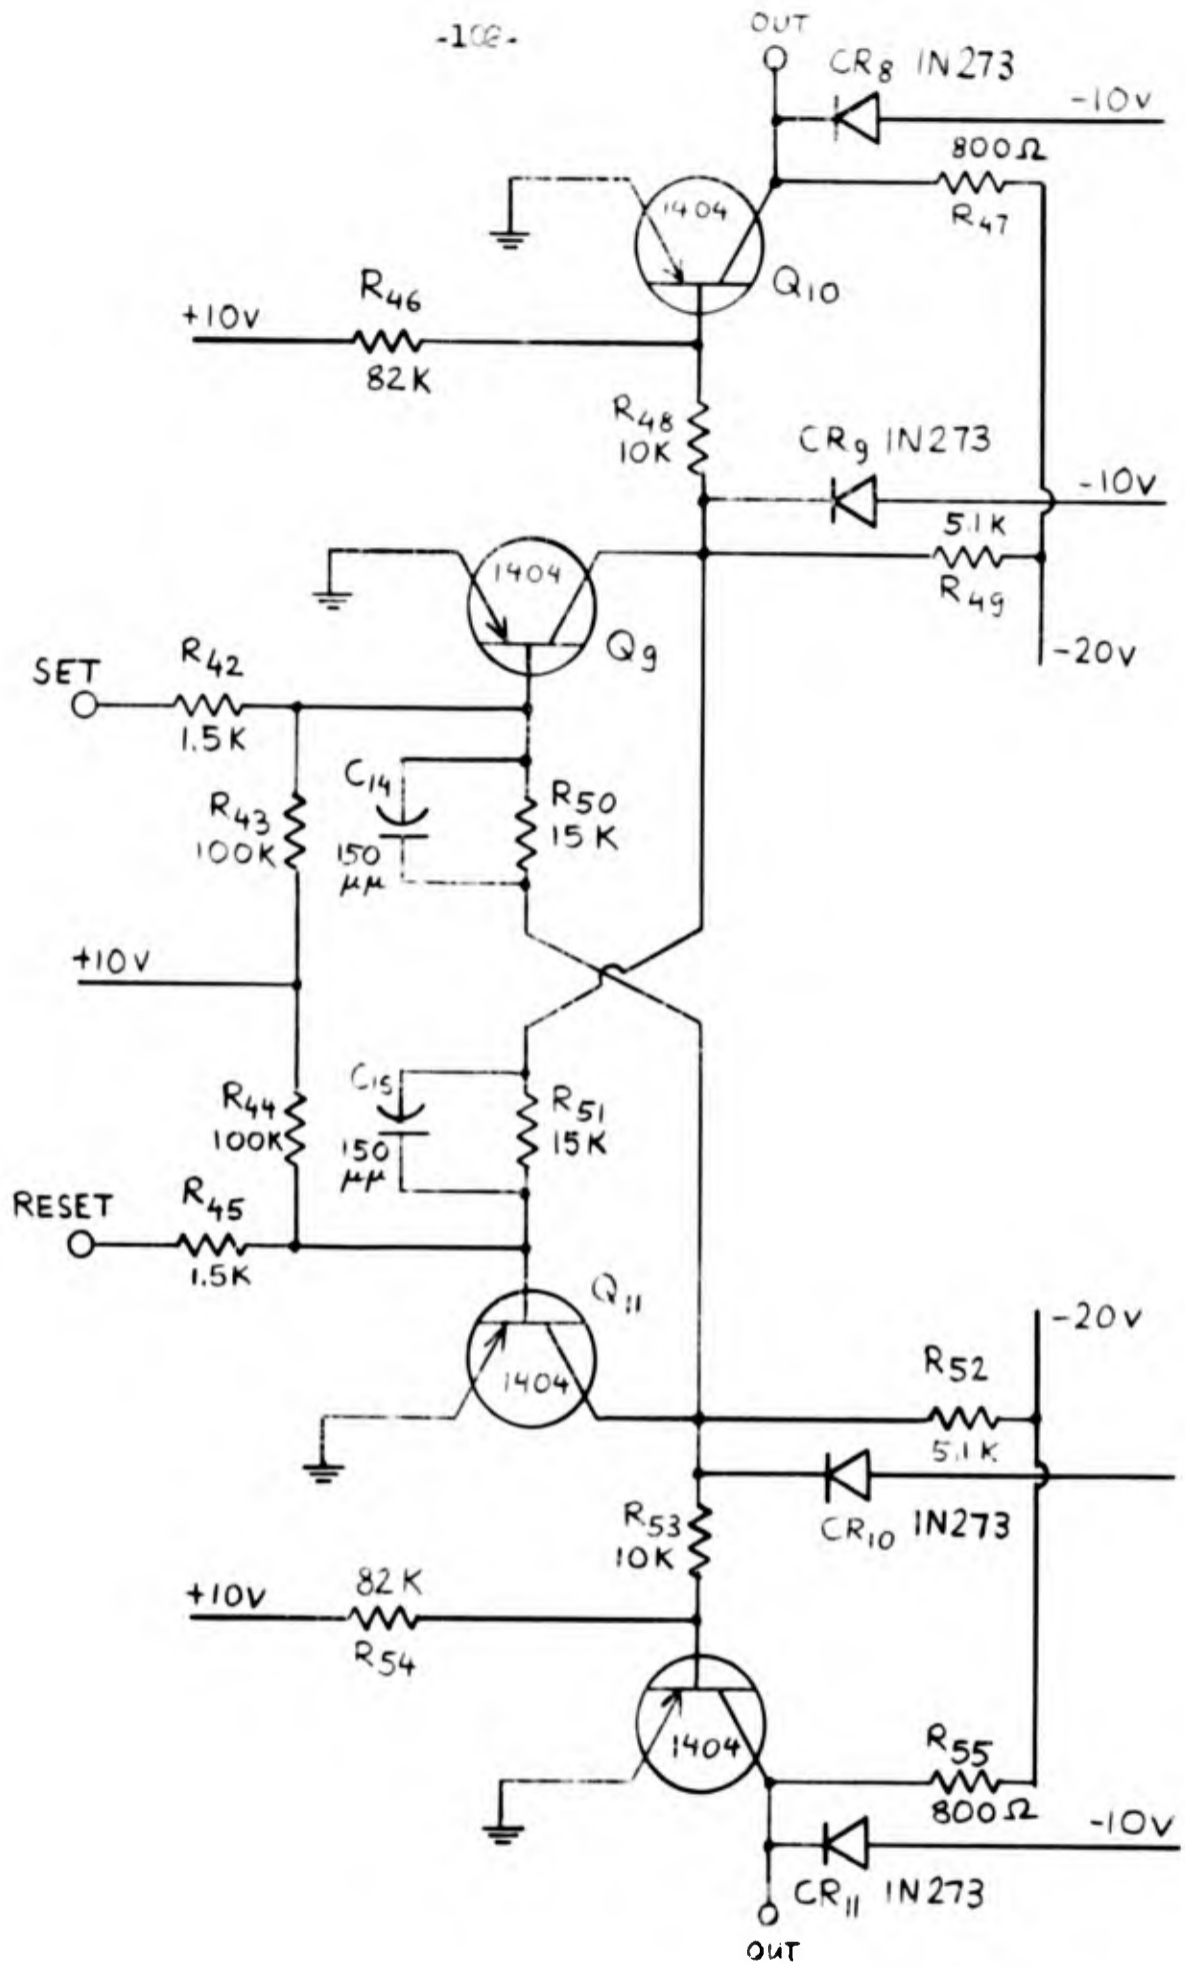 OUT
CR8 IN273
-10v
800Ω
R47
1404
Q10
R46
+10v
82K
R48
10K
CR9 IN273
-10v
5.1K
R49
-20v
1404
Q9
SET
R42
1.5K
C14
150
μμ
R50
15K
R43
100K
+10v
R44
100K
C15
150
μμ
R51
15K
RESET
R45
1.5K
Q11
1404
-20v
R52
5.1K
CR10 IN273
R53
10K
+10v
82K
R54
1404
R55
800Ω
-10v
CR11 IN273
OUT